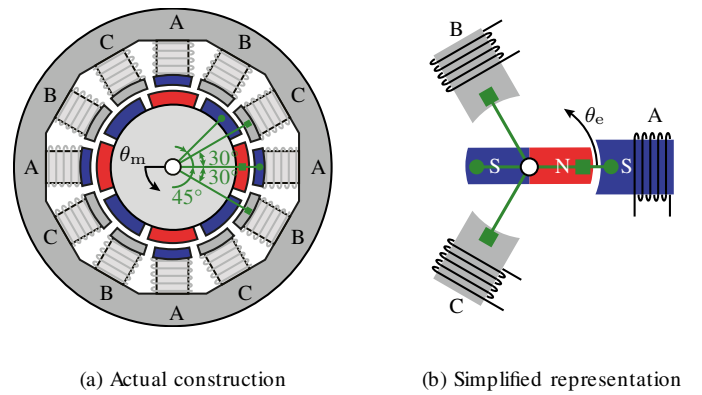 A
C
B
B
C
A
θm
30°
30°
45°
A
C
B
B
C
A
B
θe
A
S
N
S
C
(a) Actual construction
(b) Simplified representation